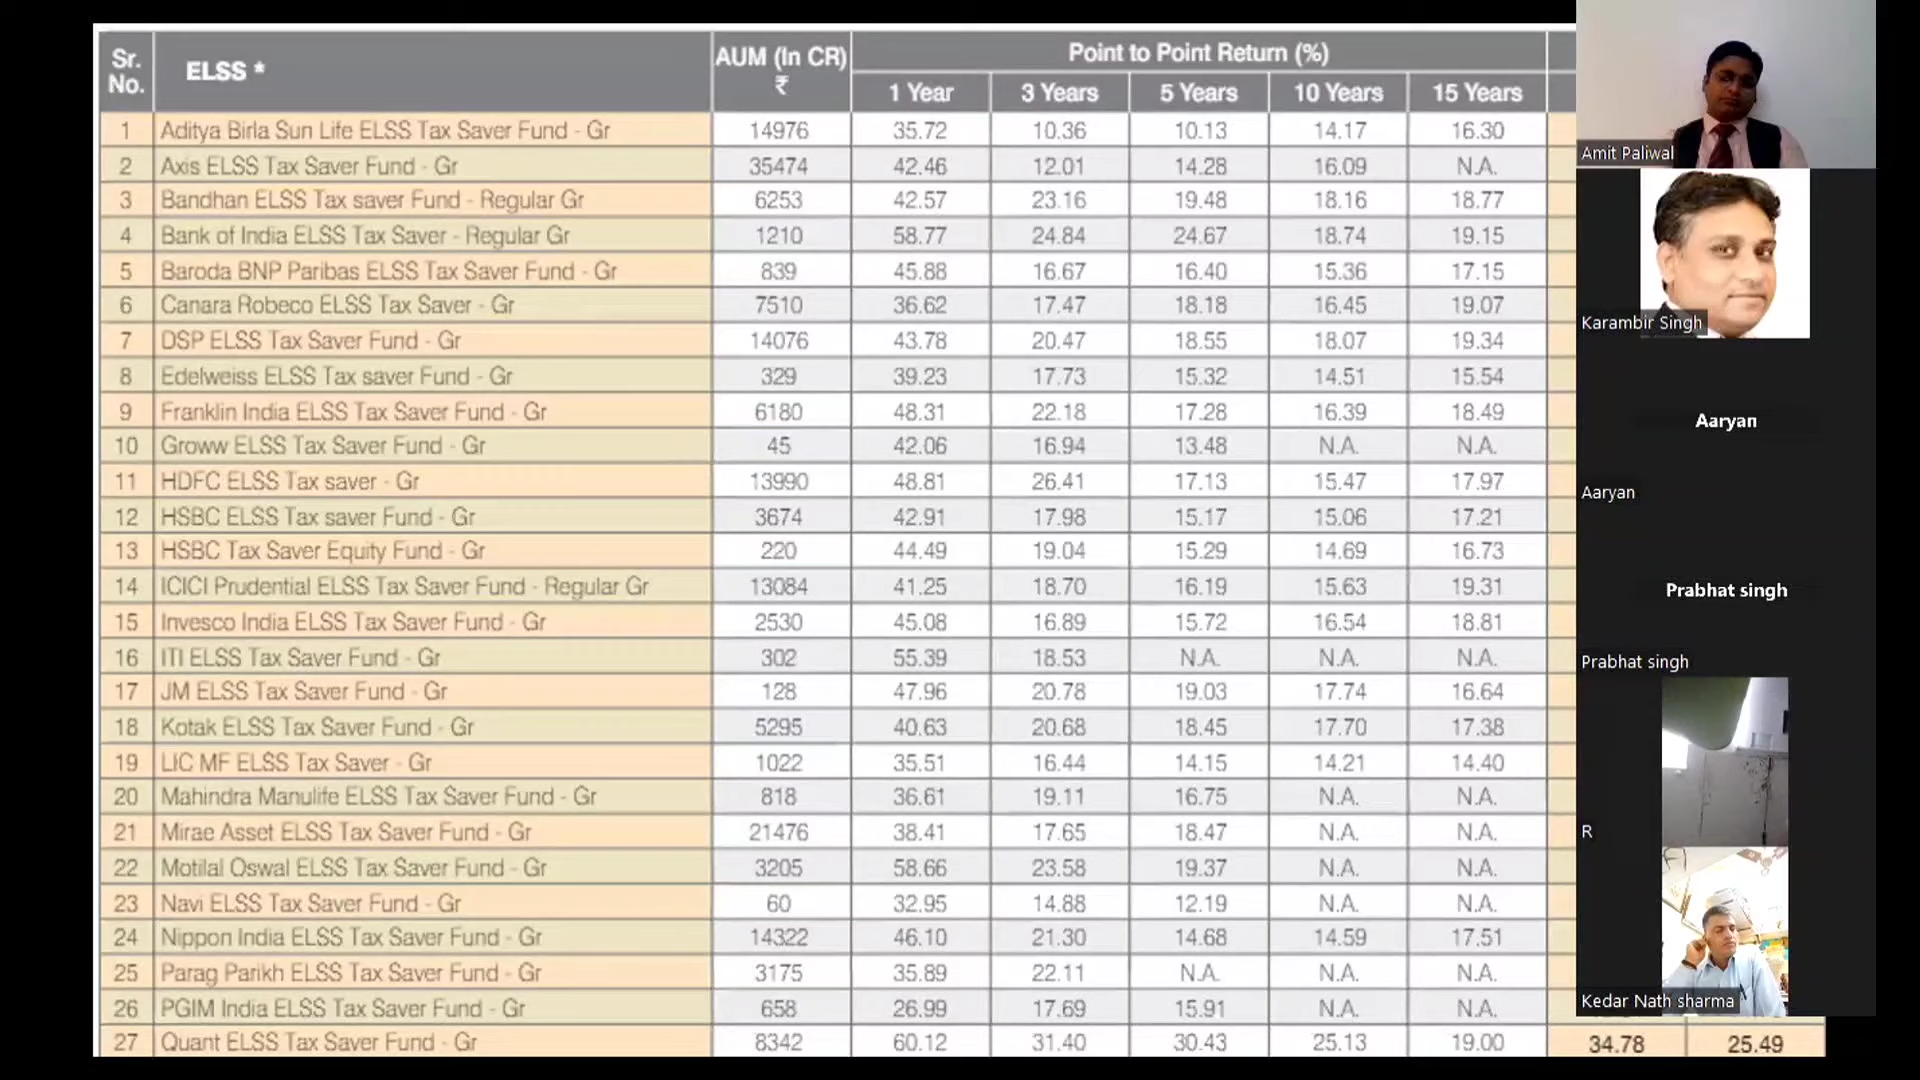 Sr. No. ELSS * AUM (In CR) ₹ Point to Point Return (%)
1 Year 3 Years 5 Years 10 Years 15 Years
1 Aditya Birla Sun Life ELSS Tax Saver Fund - Gr 14976 35.72 10.36 10.13 14.17 16.30
2 Axis ELSS Tax Saver Fund - Gr 35474 42.46 12.01 14.28 16.09 N.A.
3 Bandhan ELSS Tax saver Fund - Regular Gr 6253 42.57 23.16 19.48 18.16 18.77
4 Bank of India ELSS Tax Saver - Regular Gr 1210 58.77 24.84 24.67 18.74 19.15
5 Baroda BNP Paribas ELSS Tax Saver Fund - Gr 839 45.88 16.67 16.40 15.36 17.15
6 Canara Robeco ELSS Tax Saver - Gr 7510 36.62 17.47 18.18 16.45 19.07
7 DSP ELSS Tax Saver Fund - Gr 14076 43.78 20.47 18.55 18.07 19.34
8 Edelweiss ELSS Tax saver Fund - Gr 329 39.23 17.73 15.32 14.51 15.54
9 Franklin India ELSS Tax Saver Fund - Gr 6180 48.31 22.18 17.28 16.39 18.49
10 Groww ELSS Tax Saver Fund - Gr 45 42.06 16.94 13.48 N.A. N.A.
11 HDFC ELSS Tax saver - Gr 13990 48.81 26.41 17.13 15.47 17.97
12 HSBC ELSS Tax saver Fund - Gr 3674 42.91 17.98 15.17 15.06 17.21
13 HSBC Tax Saver Equity Fund - Gr 220 44.49 19.04 15.29 14.69 16.73
14 ICICI Prudential ELSS Tax Saver Fund - Regular Gr 13084 41.25 18.70 16.19 15.63 19.31
15 Invesco India ELSS Tax Saver Fund - Gr 2530 45.08 16.89 15.72 16.54 18.81
16 ITI ELSS Tax Saver Fund - Gr 302 55.39 18.53 N.A. N.A. N.A.
17 JM ELSS Tax Saver Fund - Gr 128 47.96 20.78 19.03 17.74 16.64
18 Kotak ELSS Tax Saver Fund - Gr 5295 40.63 20.68 18.45 17.70 17.38
19 LIC MF ELSS Tax Saver - Gr 1022 35.51 16.44 14.15 14.21 14.40
20 Mahindra Manulife ELSS Tax Saver Fund - Gr 818 36.61 19.11 16.75 N.A. N.A.
21 Mirae Asset ELSS Tax Saver Fund - Gr 21476 38.41 17.65 18.47 N.A. N.A.
22 Motilal Oswal ELSS Tax Saver Fund - Gr 3205 58.66 23.58 19.37 N.A. N.A.
23 Navi ELSS Tax Saver Fund - Gr 60 32.95 14.88 12.19 N.A. N.A.
24 Nippon India ELSS Tax Saver Fund - Gr 14322 46.10 21.30 14.68 14.59 17.51
25 Parag Parikh ELSS Tax Saver Fund - Gr 3175 35.89 22.11 N.A. N.A. N.A.
26 PGIM India ELSS Tax Saver Fund - Gr 658 26.99 17.69 15.91 N.A. N.A.
27 Quant ELSS Tax Saver Fund - Gr 8342 60.12 31.40 30.43 25.13 19.00 34.78 25.49
Amit Paliwal
Karambir Singh
Aaryan
Aaryan
Prabhat singh
Prabhat singh
R
Kedar Nath sharma